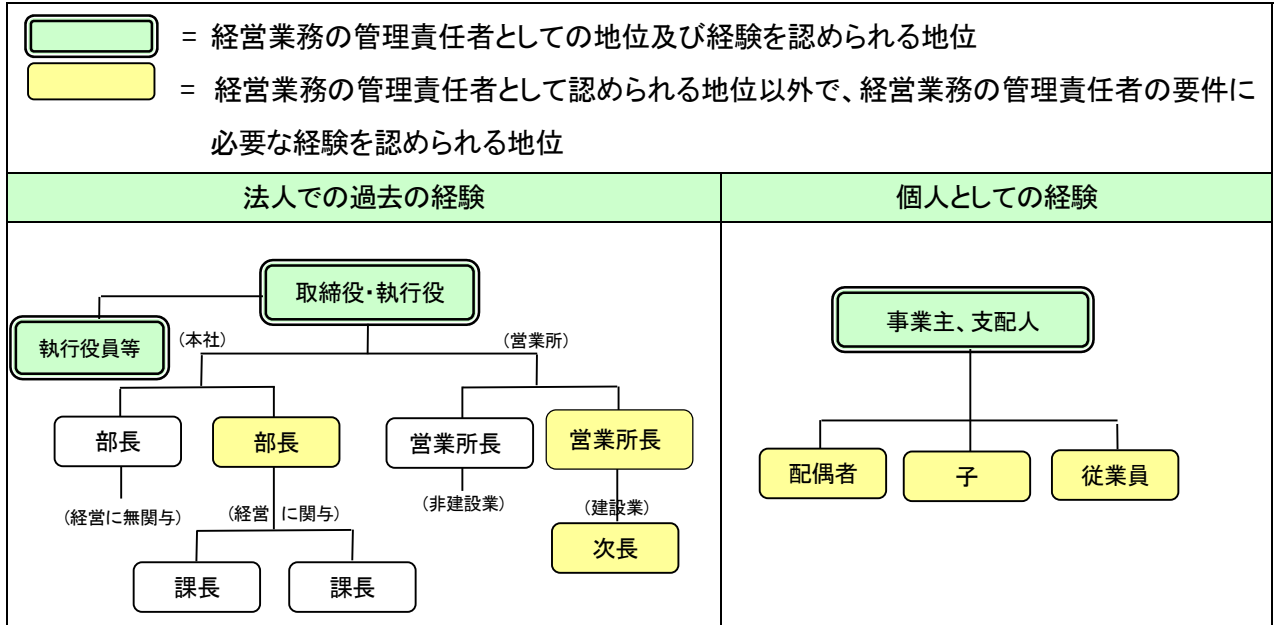 = 経営業務の管理責任者としての地位及び経験を認められる地位
= 経営業務の管理責任者として認められる地位以外で、経営業務の管理責任者の要件に
必要な経験を認められる地位
法人での過去の経験
個人としての経験
取締役・執行役
執行役員等
(本社)
(営業所)
部長
部長
営業所長
営業所長
(経営に無関与)
(経営に関与)
(非建設業)
(建設業)
課長
課長
次長
事業主、支配人
配偶者
子
従業員